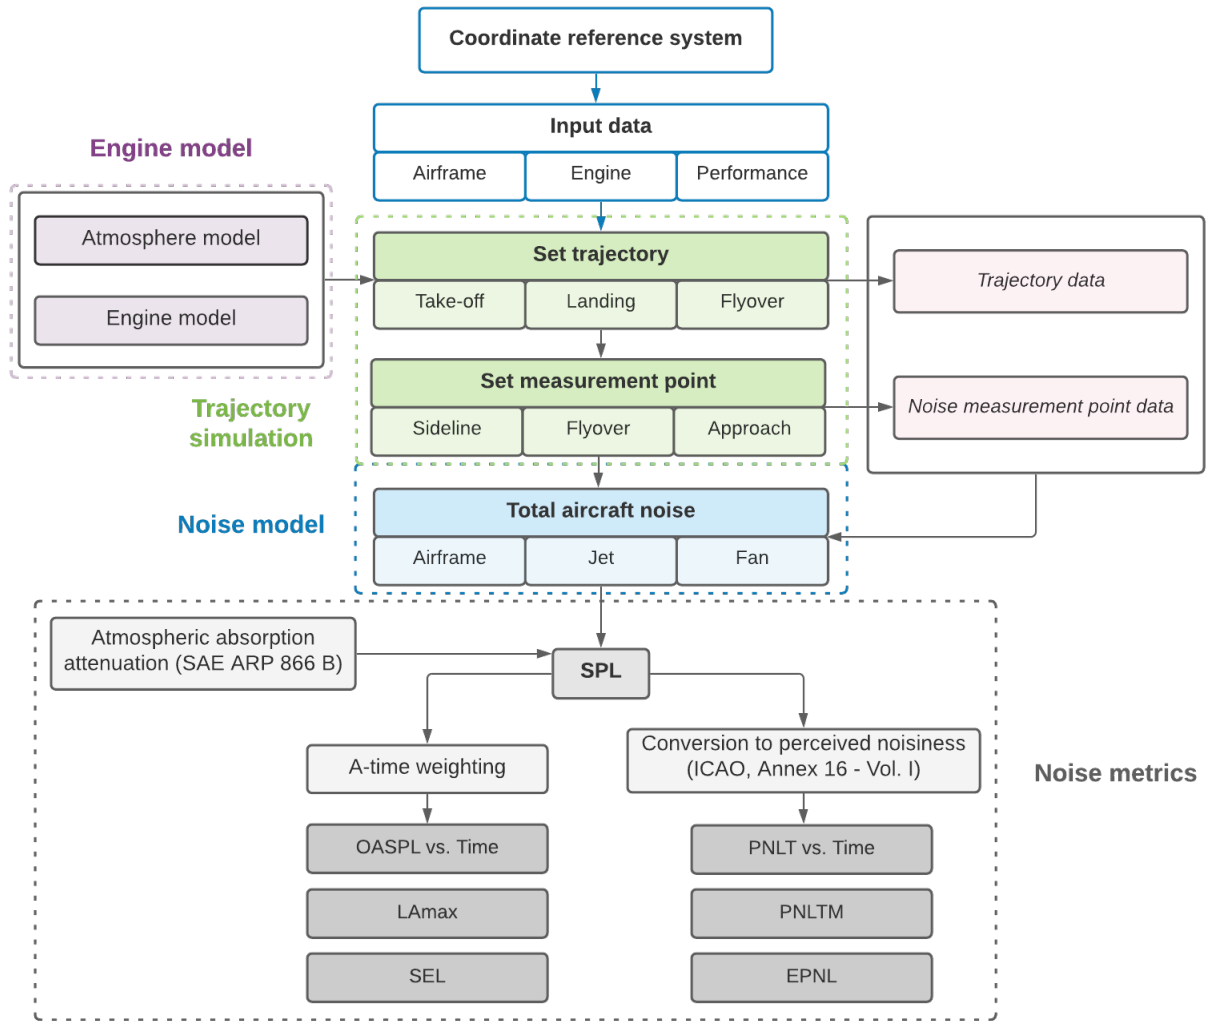 Coordinate reference system
Input data
Airframe
Engine
Performance
Engine model
Atmosphere model
Engine model
Set trajectory
Take-off
Landing
Flyover
Trajectory data
Set measurement point
Sideline
Flyover
Approach
Noise measurement point data
Trajectory
simulation
Noise model
Total aircraft noise
Airframe
Jet
Fan
Atmospheric absorption
attenuation (SAE ARP 866 B)
SPL
A-time weighting
Conversion to perceived noisiness
(ICAO, Annex 16 - Vol. I)
Noise metrics
OASPL vs. Time
PNLT vs. Time
LAmax
PNLTM
SEL
EPNL